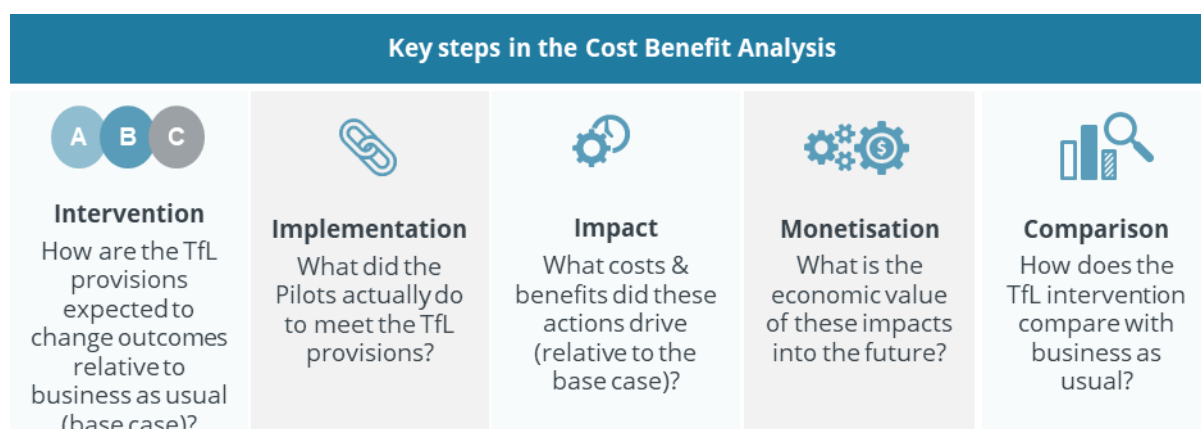 Key steps in the Cost Benefit Analysis
A B C
Intervention
How are the TfL
provisions
expected to
change outcomes
relative to
business as usual
(base case)?
Implementation
What did the
Pilots actually do
to meet the TfL
provisions?
Impact
What costs &
benefits did these
actions drive
(relative to the
base case)?
$
Monetisation
What is the
economic value
of these impacts
into the future?
Comparison
How does the
TfL intervention
compare with
business as
usual?